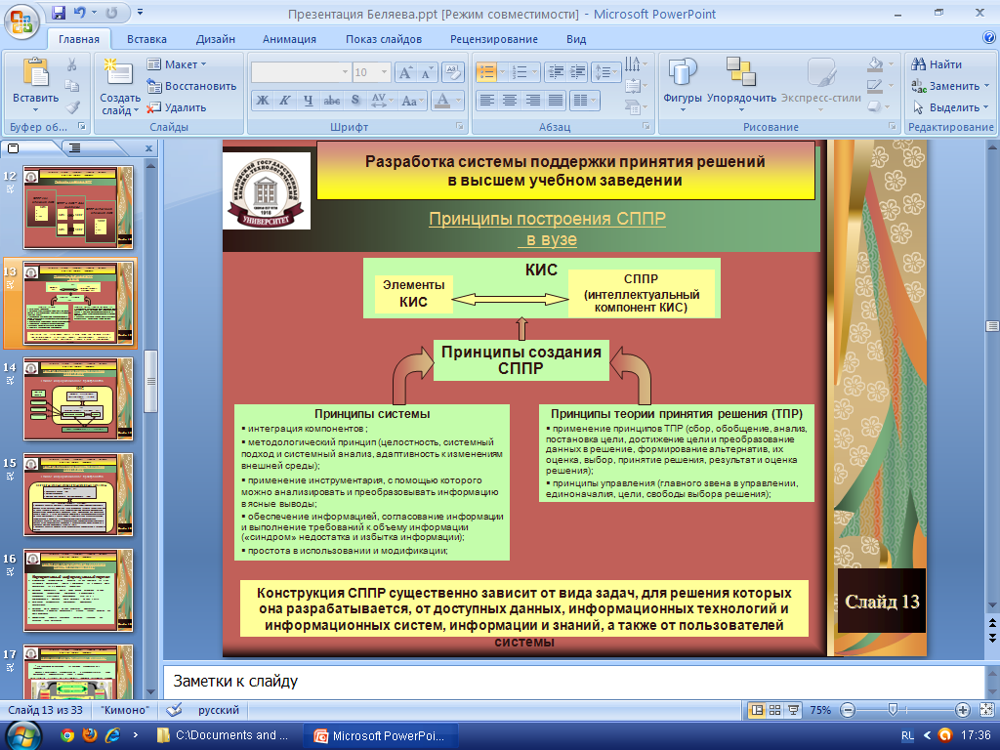 Презентация Беляева.ppt [Режим совместимости] - Microsoft PowerPoint
Главная Вставка Дизайн Анимация Показ слайдов Рецензирование Вид
Вставить
Буфер об...
Создать слайд
Макет
Восстановить
Удалить
Слайды
10
Ж К Ч abc S AV Aa A
Шрифт
Абзац
Фигуры Упорядочить Экспресс-стили
Рисование
Найти
Заменить
Выделить
Редактирование
12
13
14
15
16
17
УНИВЕРСИТЕТ
Разработка системы поддержки принятия решений
в высшем учебном заведении
Принципы построения СППР
в вузе
КИС
Элементы
КИС
СППР
(интеллектуальный
компонент КИС)
Принципы создания
СППР
Принципы системы
▪ интеграция компонентов ;
▪ методологический принцип (целостность, системный
подход и системный анализ, адаптивность к изменениям
внешней среды);
▪ применение инструментария, с помощью которого
можно анализировать и преобразовывать информацию
в ясные выводы;
▪ обеспечение информацией, согласование информации
и выполнение требований к объему информации
(«синдром» недостатка и избытка информации);
▪ простота в использовании и модификации;
Принципы теории принятия решения (ТПР)
▪ применение принципов ТПР (сбор, обобщение, анализ,
постановка цели, достижение цели и преобразование
данных в решение, формирование альтернатив, их
оценка, выбор, принятие решения, результат и оценка
решения);
▪ принципы управления (главного звена в управлении,
единоначалия, цели, свободы выбора решения);
Конструкция СППР существенно зависит от вида задач, для решения которых
она разрабатывается, от доступных данных, информационных технологий и
информационных систем, информации и знаний, а также от пользователей
системы
Слайд 13
Заметки к слайду
Слайд 13 из 33 "Кимоно" русский 75%
C:\Documents and ... Microsoft PowerPoi... RL 17:36